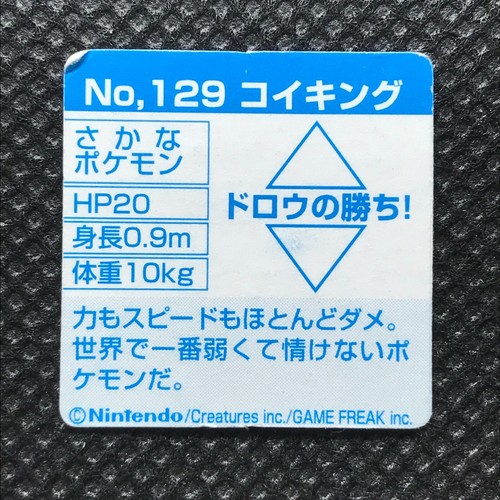 No,129 コイキング
さかな
ポケモン
HP20
身長0.9m
体重10kg
ドロウの勝ち!
力もスピードもほとんどダメ。
世界で一番弱くて情けないポ
ケモンだ。
©Nintendo/Creatures inc./GAME FREAK inc.